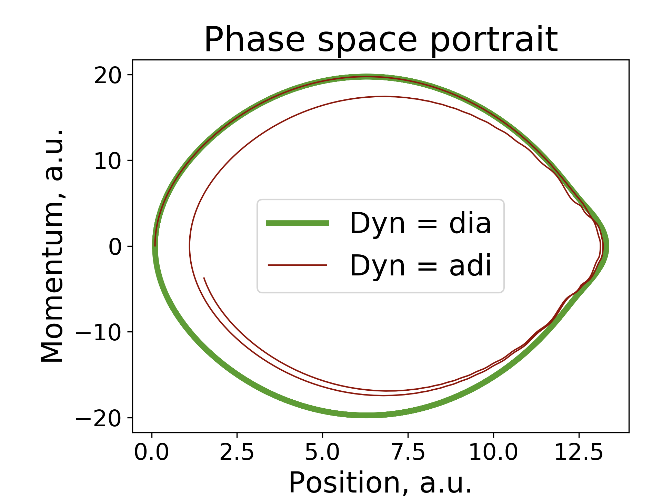 Phase space portrait
Momentum, a.u.
20
10
0
−10
−20
Dyn = dia
Dyn = adi
0.0 2.5 5.0 7.5 10.0 12.5
Position, a.u.